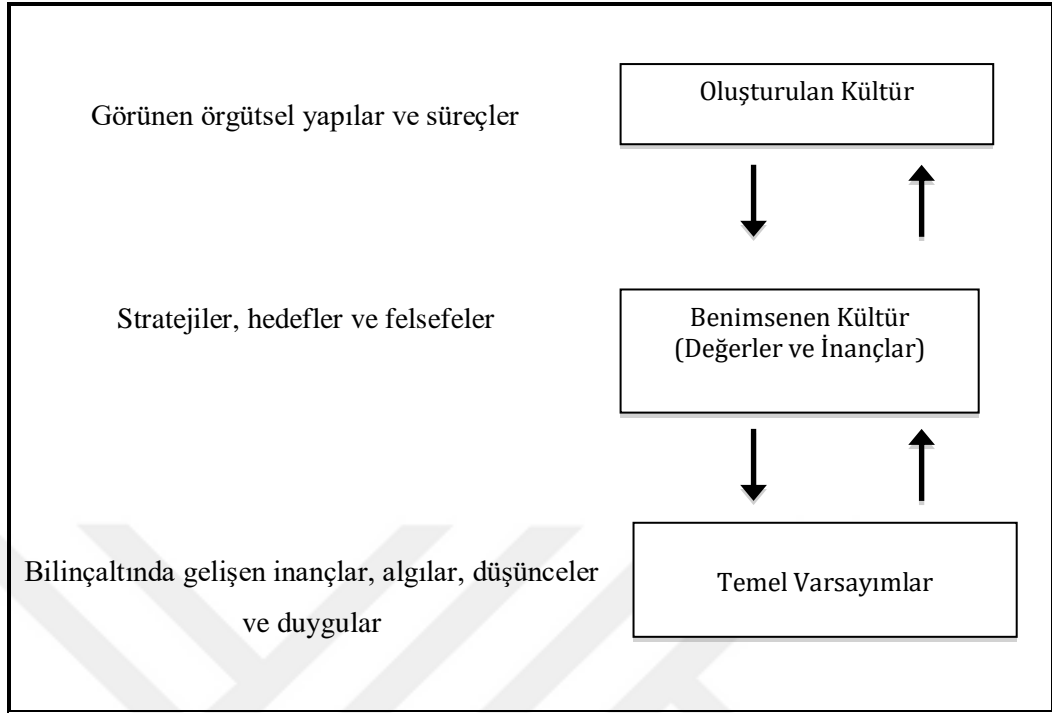 Görünen örgütsel yapılar ve süreçler
Oluşturulan Kültür
Stratejiler, hedefler ve felsefeler
Benimsenen Kültür
(Değerler ve İnançlar)
Bilinçaltında gelişen inançlar, algılar, düşünceler
ve duygular
Temel Varsayımlar